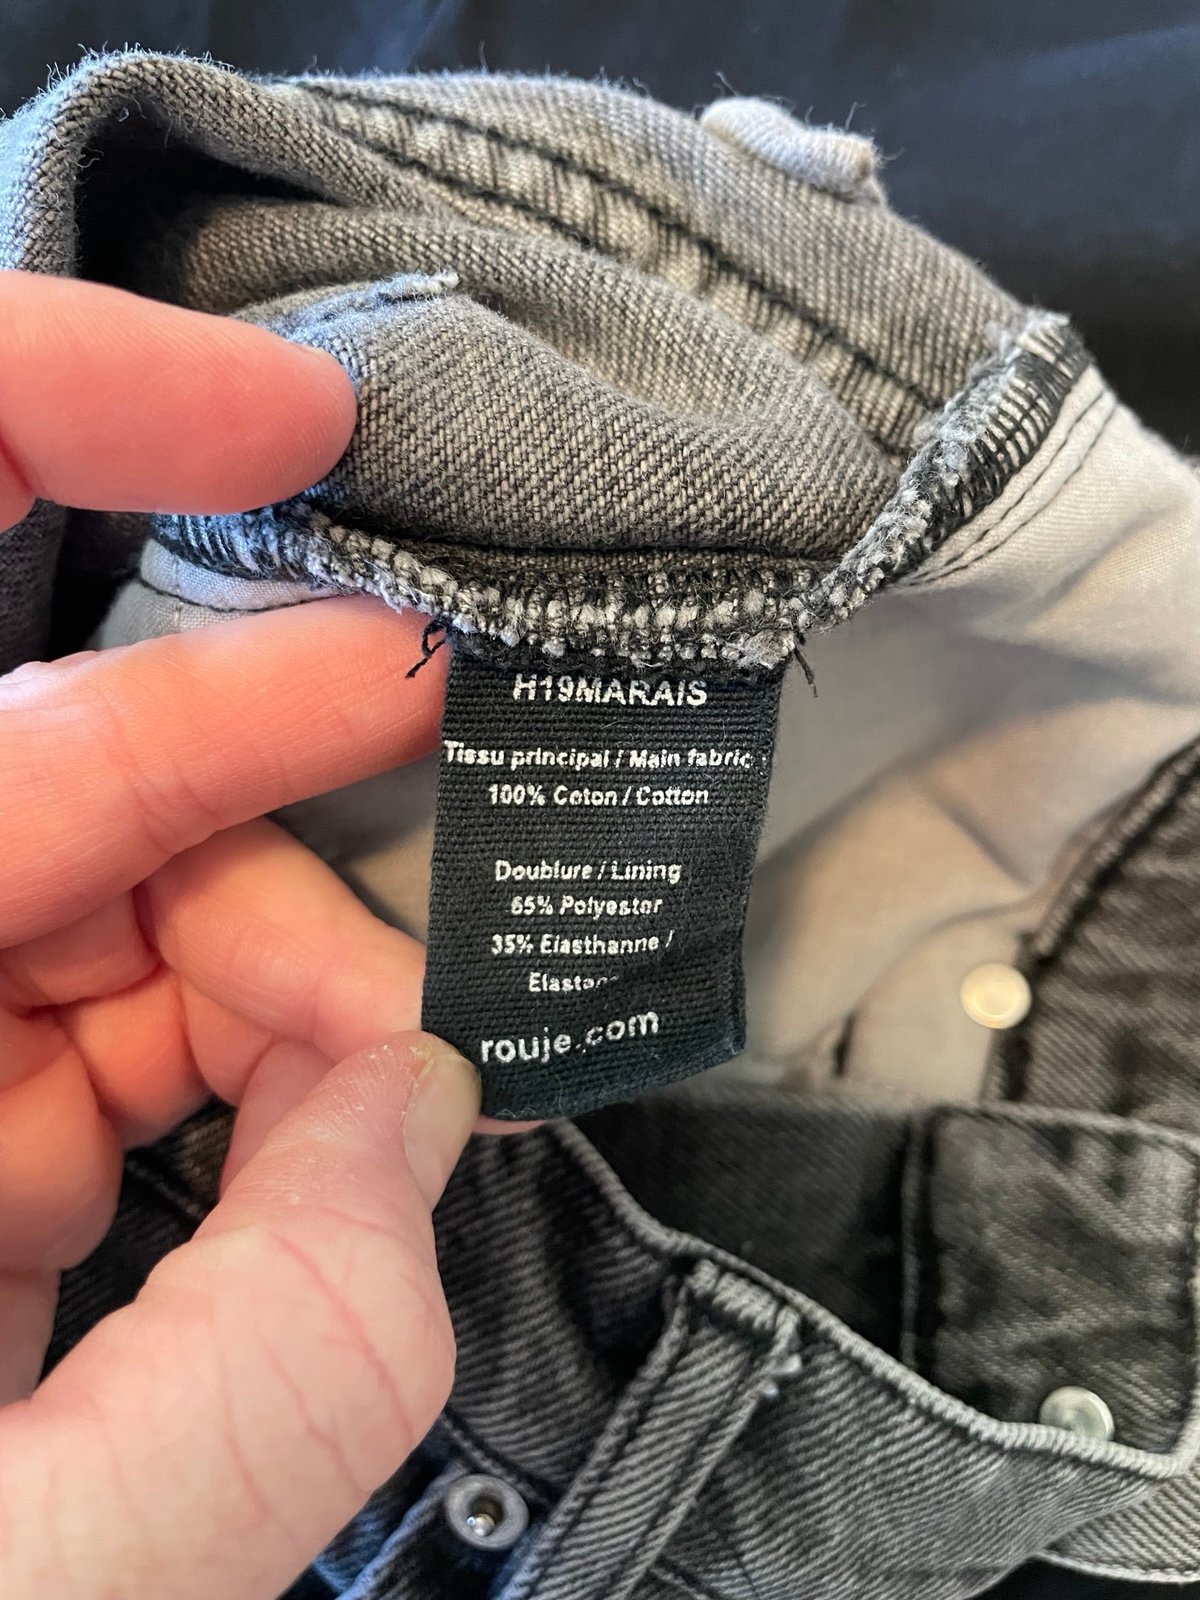 H19MARAIS
Tissu principal / Main fabric
100% Coton / Cotton
Doublure / Lining
65% Polyester
35% Elasthanne /
rouje.com